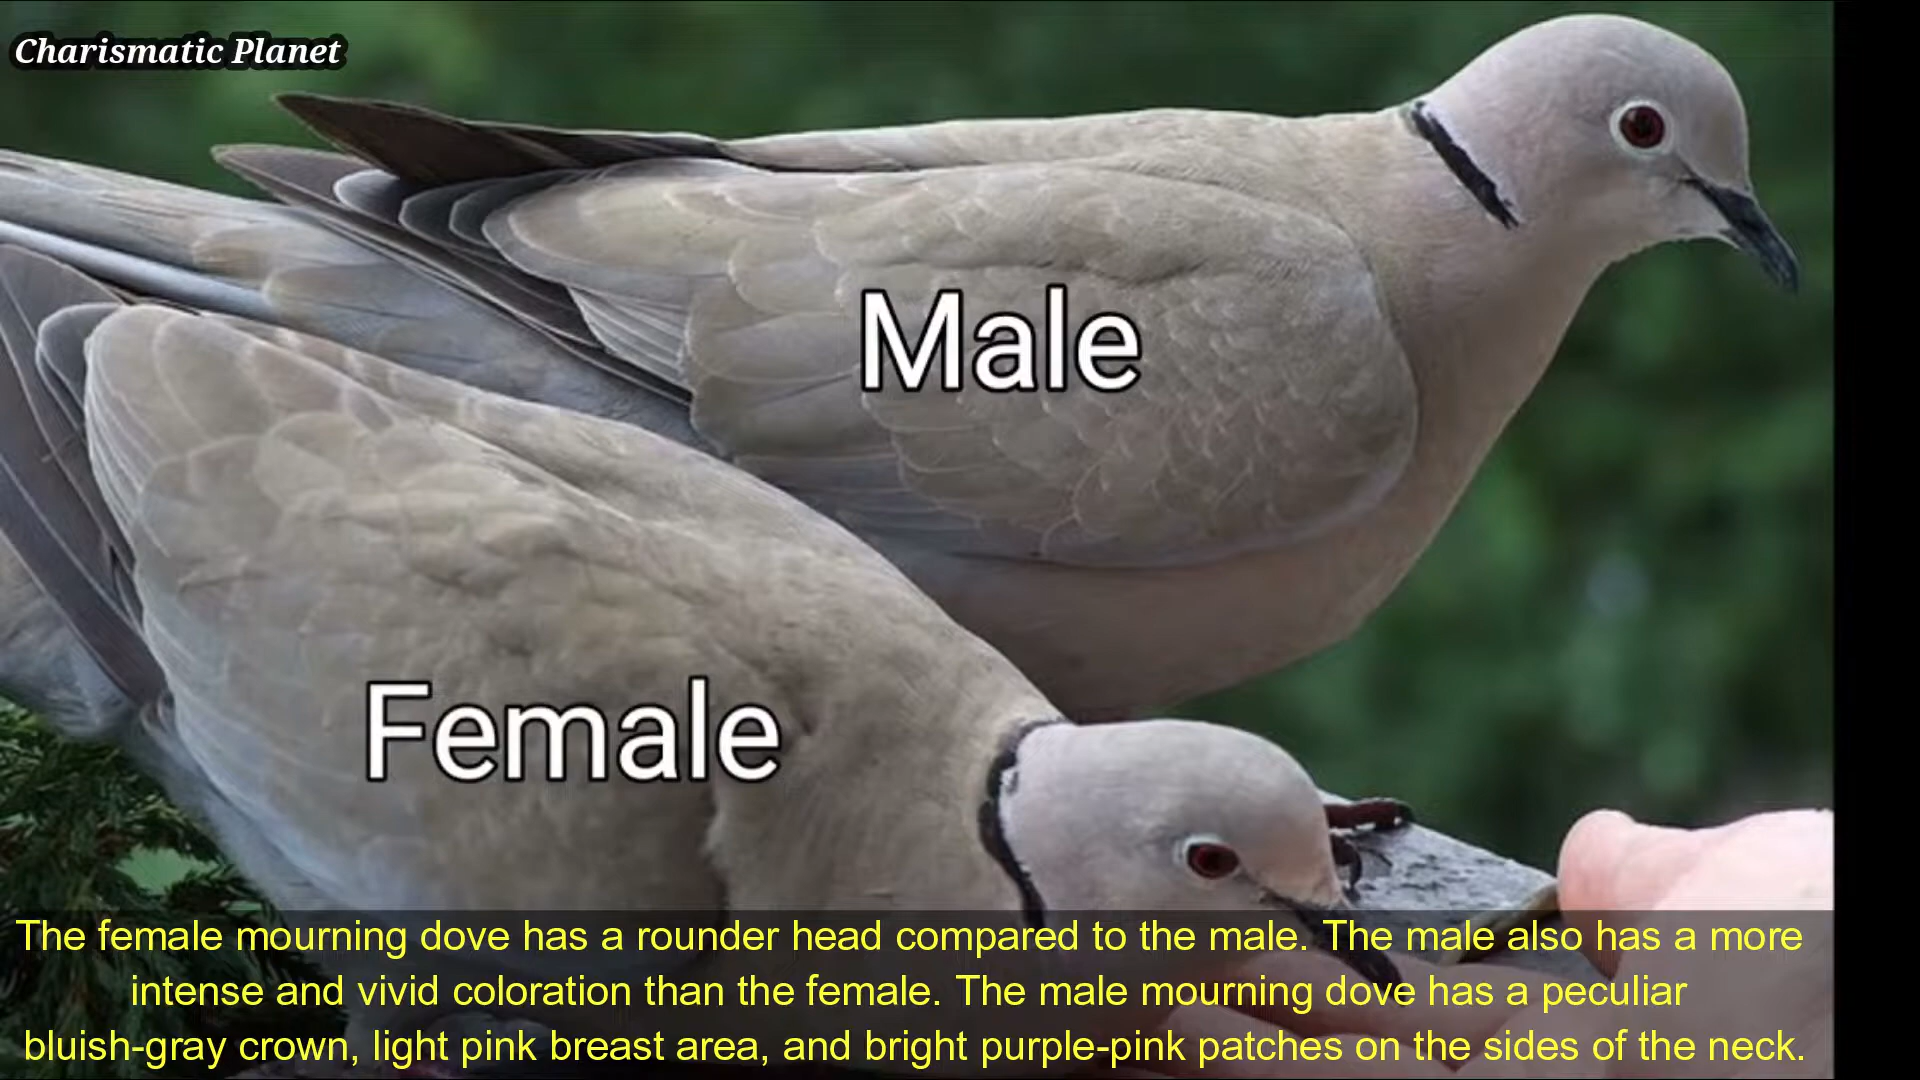 Charismatic Planet
Male
Female
The female mourning dove has a rounder head compared to the male. The male also has a more
intense and vivid coloration than the female. The male mourning dove has a peculiar
bluish-gray crown, light pink breast area, and bright purple-pink patches on the sides of the neck.